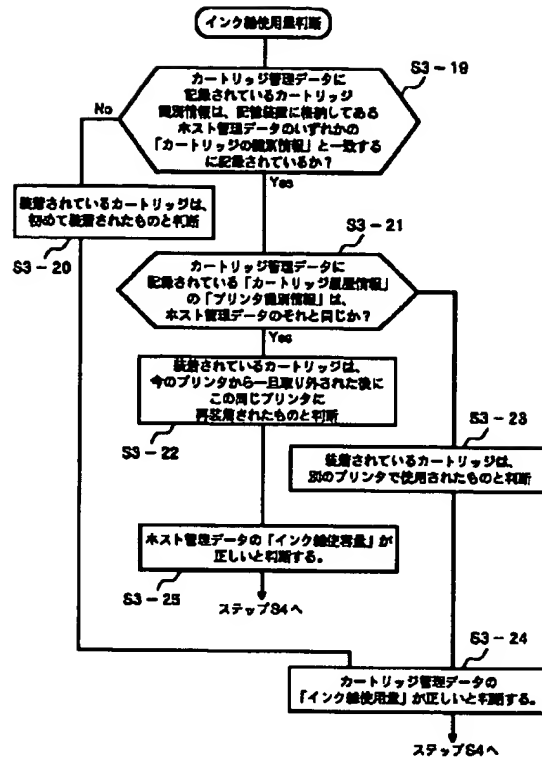 インク総使用量判断
S3-19
カートリッジ管理データに
記録されているカートリッジ
識別情報は、記憶装置に格納してある
ホスト管理データのいずれかの
「カートリッジの識別情報」と一致する
に記録されているか？
No
Yes
装着されているカートリッジは、
初めて装着されたものと判断
S3-20
S3-21
カートリッジ管理データに
記録されている「カートリッジ履歴情報」
の「プリンタ識別情報」は、
ホスト管理データのそれと同じか？
Yes
装着されているカートリッジは、
今のプリンタから一旦取り外された後に
この同じプリンタに
再装着されたものと判断
S3-22
S3-23
装着されているカートリッジは、
別のプリンタで使用されたものと判断
ホスト管理データの「インク総使容量」が
正しいと判断する。
S3-25
ステップS4へ
S3-24
カートリッジ管理データの
「インク総使用量」が正しいと判断する。
ステップS4へ